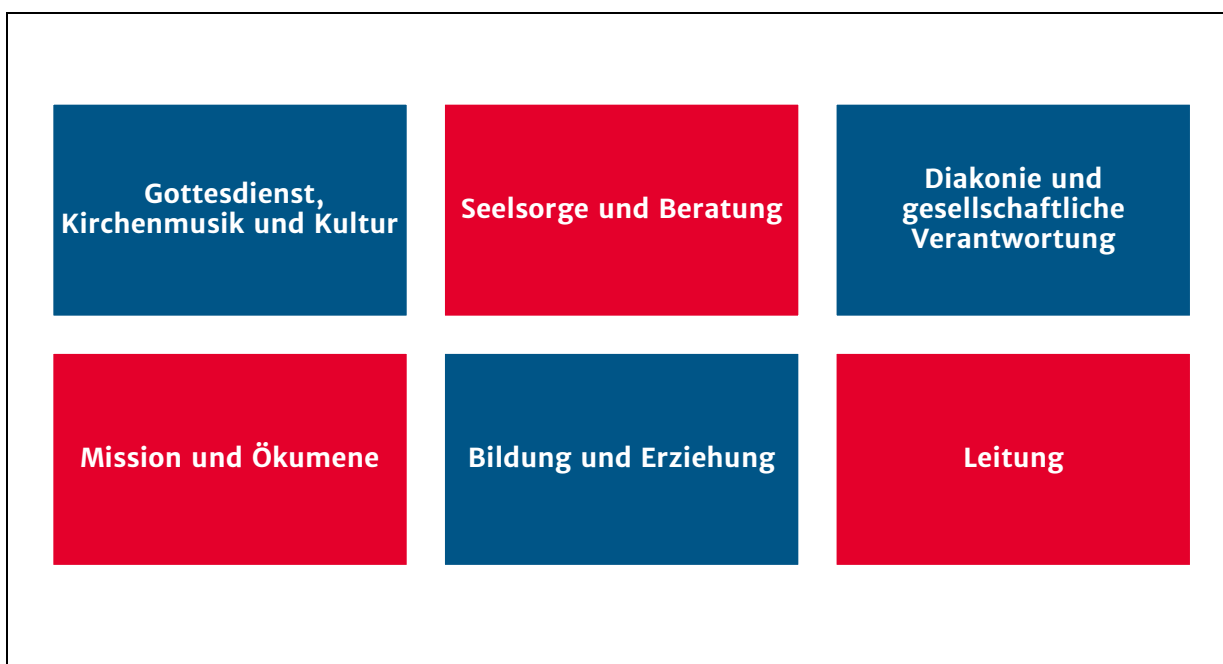 Gottesdienst,
Kirchenmusik und Kultur
Seelsorge und Beratung
Diakonie und
gesellschaftliche
Verantwortung
Mission und Ökumene
Bildung und Erziehung
Leitung